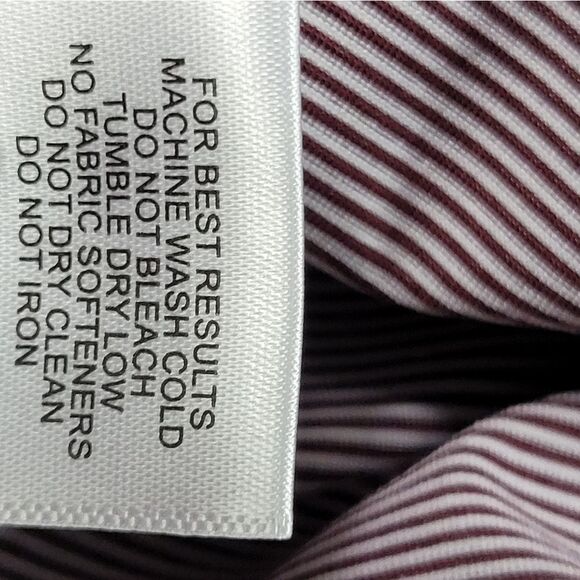 FOR BEST RESULTS
MACHINE WASH COLD
DO NOT BLEACH
TUMBLE DRY LOW
NO FABRIC SOFTENERS
DO NOT DRY CLEAN
DO NOT IRON